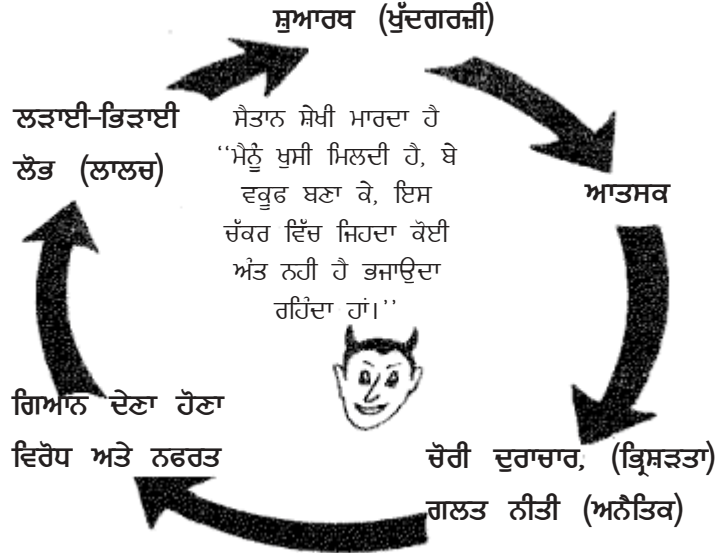 ਸ਼ੁਆਰਥ (ਖੁੱਦਗਰਜ਼ੀ)
ਲੜਾਈ-ਭਿੜਾਈ
ਲੋਭ (ਲਾਲਚ)
ਸੈਤਾਨ ਸ਼ੇਖੀ ਮਾਰਦਾ ਹੈ
‘‘ਮੈਨੂੰ ਖੁਸੀ ਮਿਲਦੀ ਹੈ, ਬੇ
ਵਕੂਫ ਬਣਾ ਕੇ, ਇਸ
ਚੱਕਰ ਵਿੱਚ ਜਿਹਦਾ ਕੋਈ
ਅੰਤ ਨਹੀ ਹੈ ਭਜਾਉਦਾ
ਰਹਿੰਦਾ ਹਾਂ।’’
ਆਤਸਕ
ਗਿਆਨ ਦੇਣਾ ਹੋਣਾ
ਵਿਰੋਧ ਅਤੇ ਨਫਰਤ
ਚੋਰੀ ਦੁਰਾਚਾਰ, (ਭ੍ਰਿਸ਼ੜਤਾ)
ਗਲਤ ਨੀਤੀ (ਅਨੈਤਿਕ)